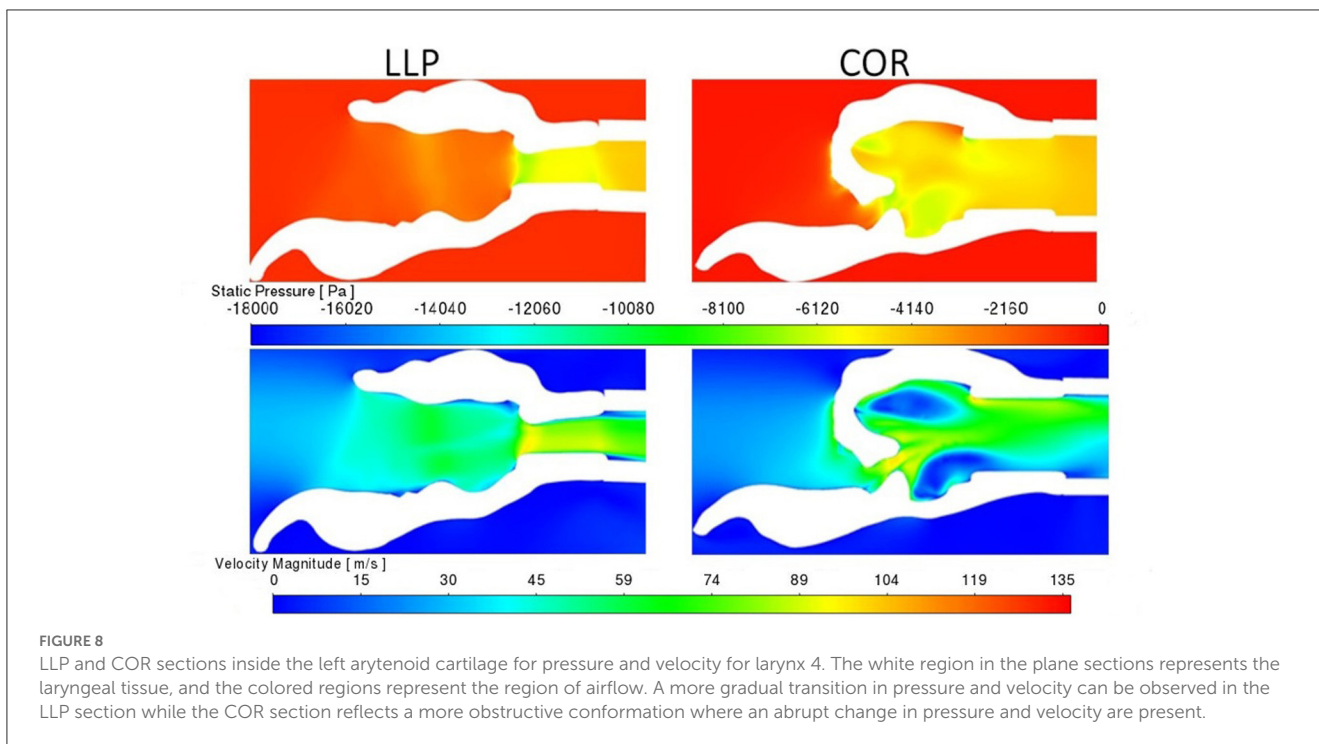 LLP
COR
Static Pressure [ Pa ]
-18000 -16020 -14040 -12060 -10080 -8100 -6120 -4140 -2160 0
Velocity Magnitude [ m/s ]
0 15 30 45 59 74 89 104 119 135
FIGURE 8
LLP and COR sections inside the left arytenoid cartilage for pressure and velocity for larynx 4. The white region in the plane sections represents the
laryngeal tissue, and the colored regions represent the region of airflow. A more gradual transition in pressure and velocity can be observed in the
LLP section while the COR section reflects a more obstructive conformation where an abrupt change in pressure and velocity are present.